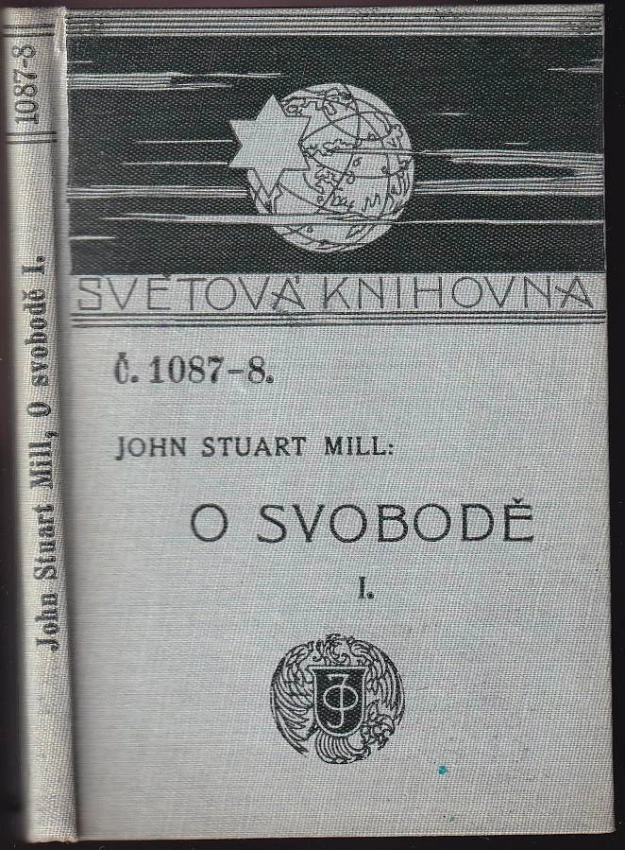 1087-8
John Stuart Mill, O svobodě I.
SVĚTOVÁ KNIHOVNA
Č. 1087-8.
JOHN STUART MILL:
O SVOBODĚ
I.